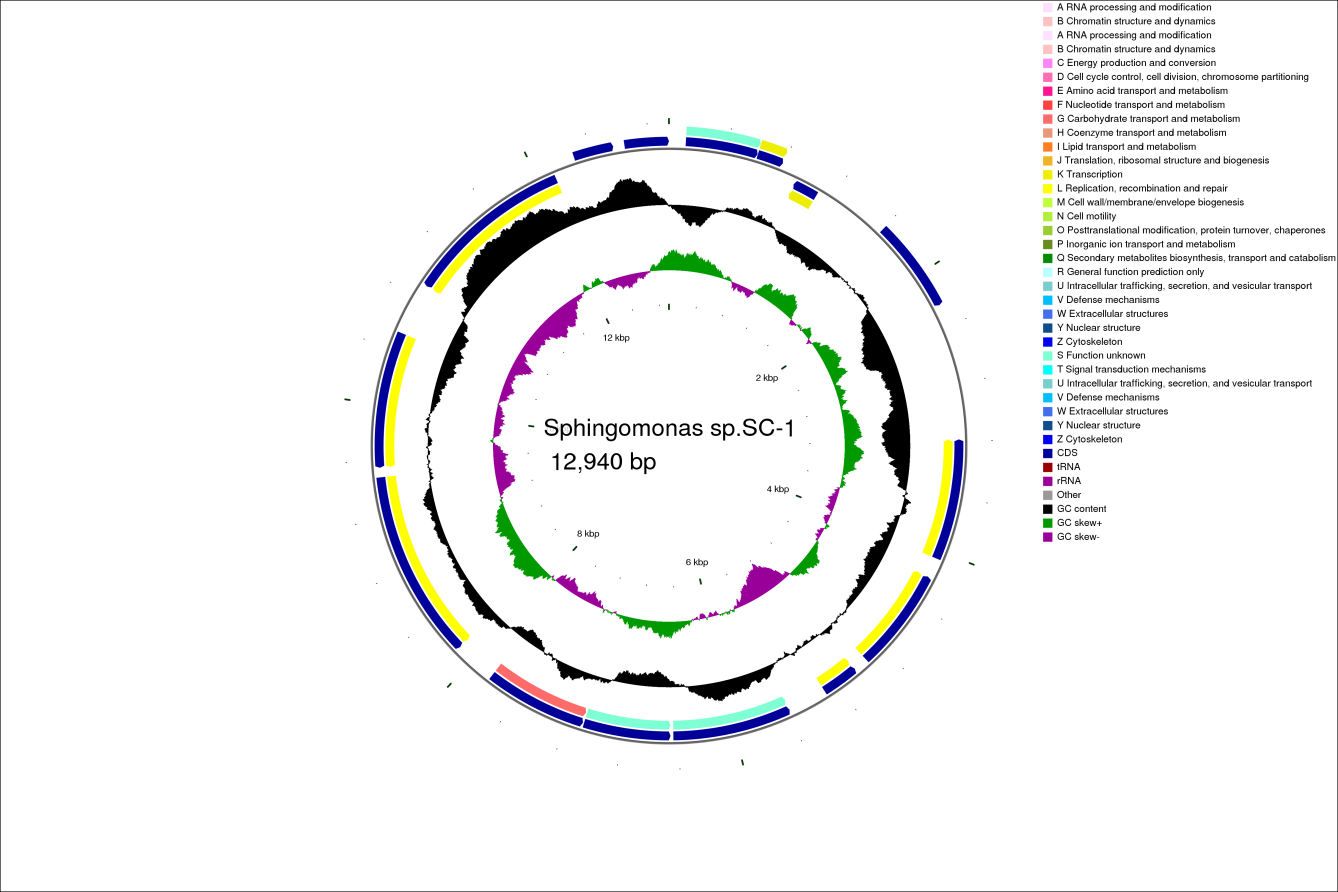 A RNA processing and modification
B Chromatin structure and dynamics
A RNA processing and modification
B Chromatin structure and dynamics
C Energy production and conversion
D Cell cycle control, cell division, chromosome partitioning
E Amino acid transport and metabolism
F Nucleotide transport and metabolism
G Carbohydrate transport and metabolism
H Coenzyme transport and metabolism
I Lipid transport and metabolism
J Translation, ribosomal structure and biogenesis
K Transcription
L Replication, recombination and repair
M Cell wall/membrane/envelope biogenesis
N Cell motility
O Posttranslational modification, protein turnover, chaperones
P Inorganic ion transport and metabolism
Q Secondary metabolites biosynthesis, transport and catabolism
R General function prediction only
U Intracellular trafficking, secretion, and vesicular transport
V Defense mechanisms
W Extracellular structures
Y Nuclear structure
Z Cytoskeleton
S Function unknown
T Signal transduction mechanisms
U Intracellular trafficking, secretion, and vesicular transport
V Defense mechanisms
W Extracellular structures
Y Nuclear structure
Z Cytoskeleton
CDS
tRNA
rRNA
Other
GC content
GC skew+
GC skew-
12 kbp
2 kbp
Sphingomonas sp.SC-1
12,940 bp
4 kbp
8 kbp
6 kbp